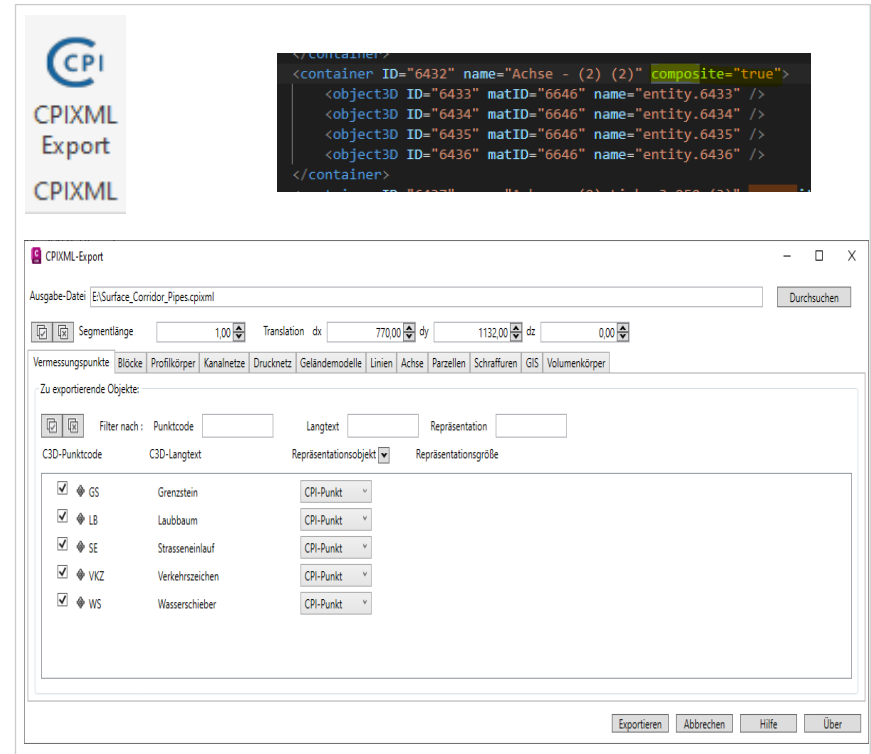 CPI
CPIXML
Export
CPIXML
</container>
<container ID="6432" name="Achse - (2) (2)" composite="true">
<object3D ID="6433" matID="6646" name="entity.6433" />
<object3D ID="6434" matID="6646" name="entity.6434" />
<object3D ID="6435" matID="6646" name="entity.6435" />
<object3D ID="6436" matID="6646" name="entity.6436" />
</container>
CPIXML-Export
Ausgabe-Datei E:\Surface_Corridor_Pipes.cpixml Durchsuchen
Segmentlänge 1,00 Translation dx 770,00 dy 1132,00 dz 0,00
Vermessungspunkte Blöcke Profilkörper Kanalnetze Drucknetz Geländemodelle Linien Achse Parzellen Schraffuren GIS Volumenkörper
Zu exportierende Objekte:
Filter nach : Punktcode Langtext Repräsentation
C3D-Punktcode C3D-Langtext Repräsentationsobjekt Repräsentationsgröße
GS Grenzstein CPI-Punkt
LB Laubbaum CPI-Punkt
SE Strasseneinlauf CPI-Punkt
VKZ Verkehrszeichen CPI-Punkt
WS Wasserschieber CPI-Punkt
Exportieren Abbrechen Hilfe Über